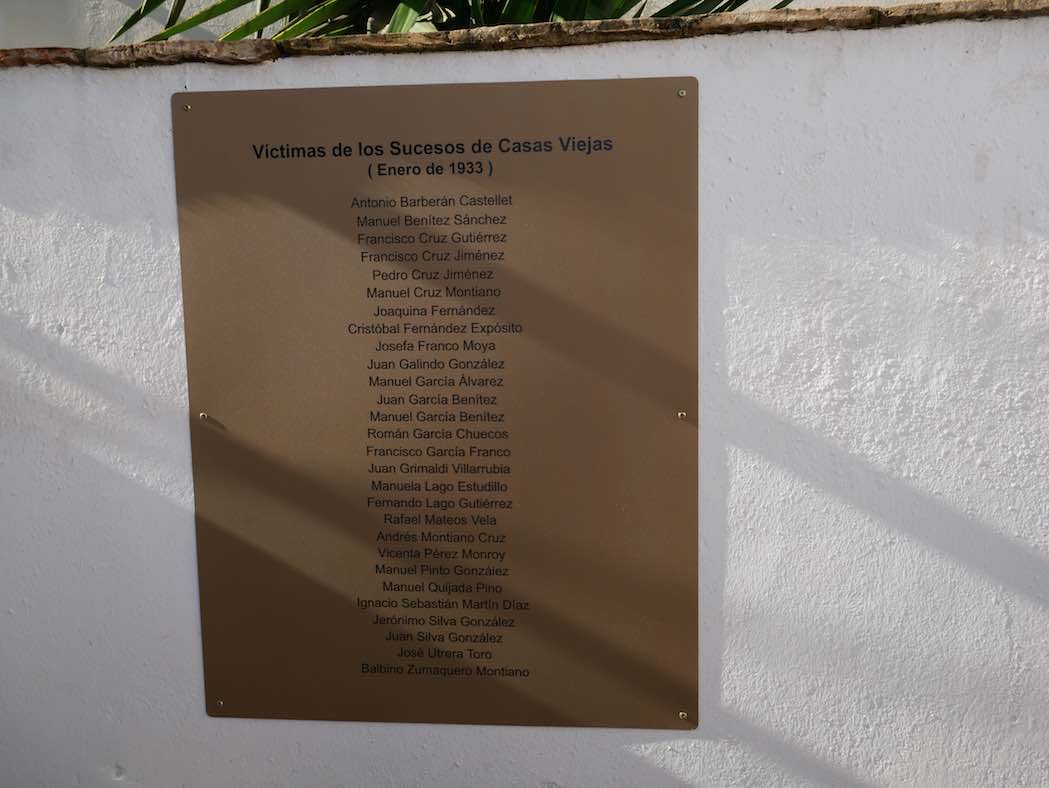 Víctimas de los Sucesos de Casas Viejas
( Enero de 1933 )
Antonio Barberán Castellet
Manuel Benítez Sánchez
Francisco Cruz Gutiérrez
Francisco Cruz Jiménez
Pedro Cruz Jiménez
Manuel Cruz Montiano
Joaquina Fernández
Cristóbal Fernández Expósito
Josefa Franco Moya
Juan Galindo González
Manuel García Álvarez
Juan García Benítez
Manuel García Benítez
Román García Chuecos
Francisco García Franco
Juan Grimaldi Villarrubia
Manuela Lago Estudillo
Fernando Lago Gutiérrez
Rafael Mateos Vela
Andrés Montiano Cruz
Vicenta Pérez Monroy
Manuel Pinto González
Manuel Quijada Pino
Ignacio Sebastián Martín Díaz
Jerónimo Silva González
Juan Silva González
José Utrera Toro
Balbino Zumaquero Montiano